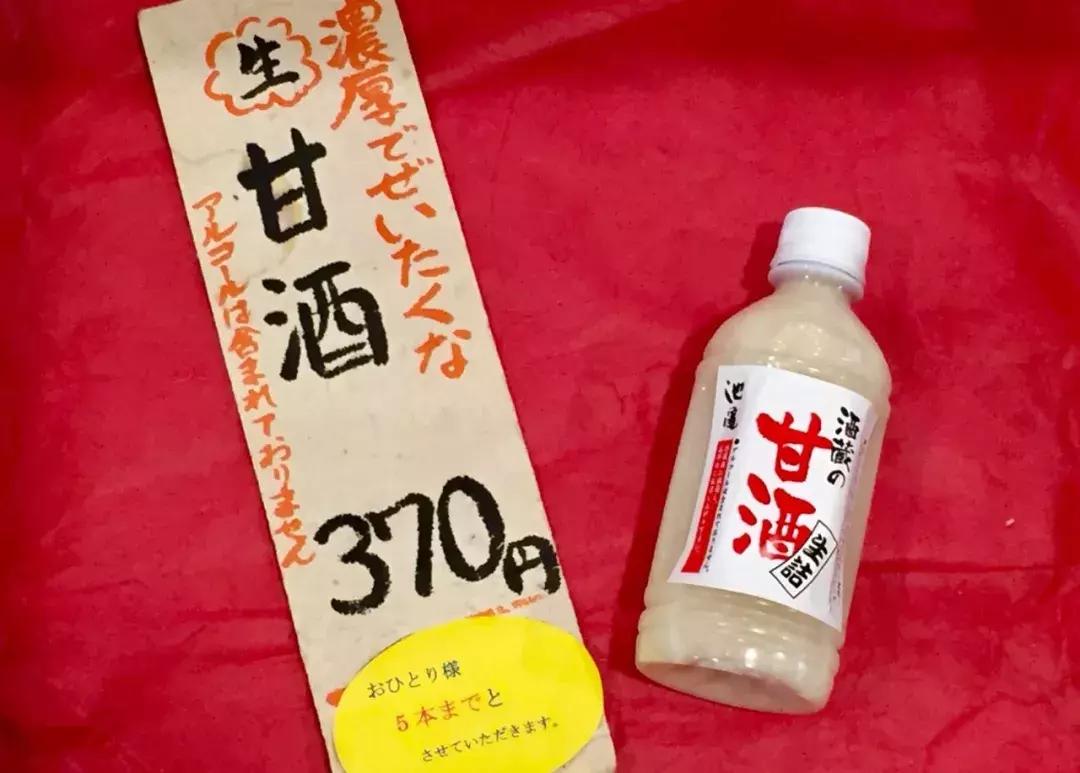 濃厚でぜいたくな
生
甘酒
アルコールは含まれておりません
370円
おひとり様
5本までと
させていただきます。
酒蔵の
甘酒
生詰